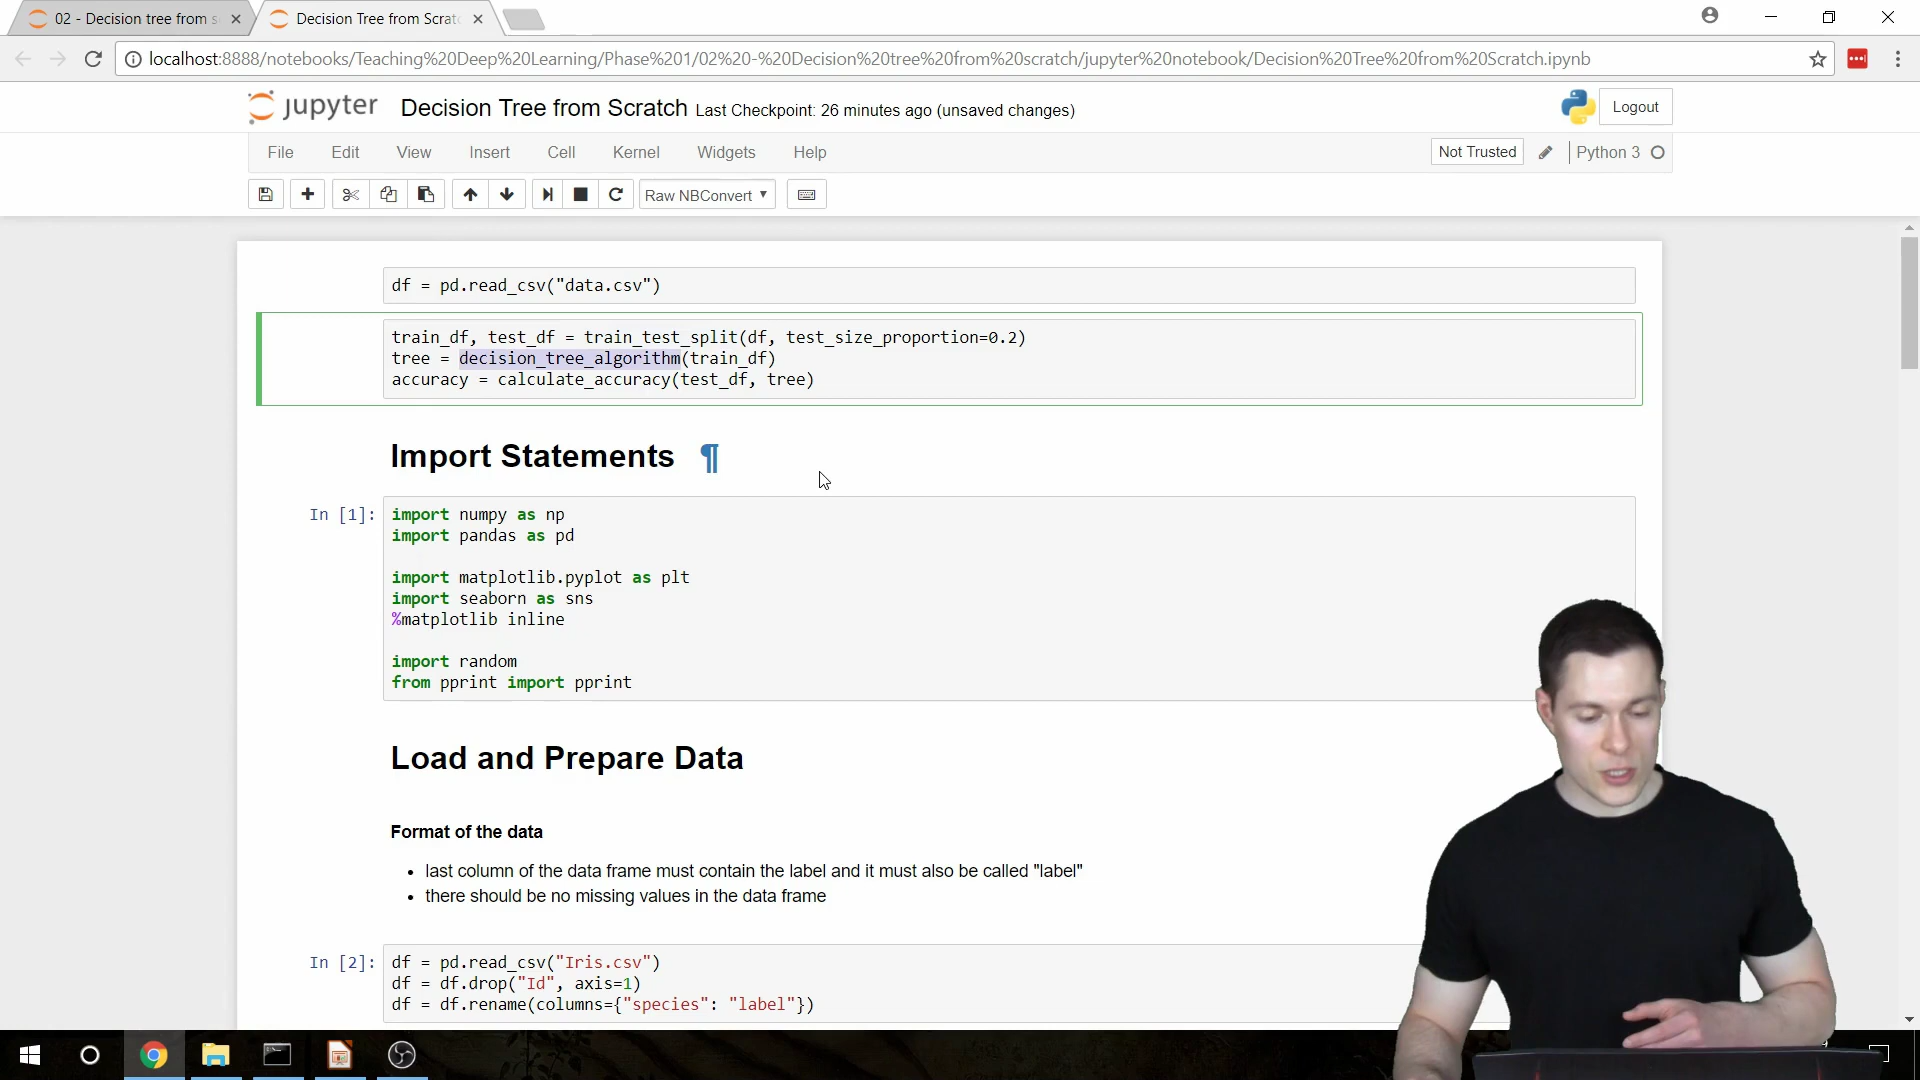 02 - Decision tree from s
Decision Tree from Scratc
localhost:8888/notebooks/Teaching%20Deep%20Learning/Phase%201/02%20-%20Decision%20tree%20from%20scratch/jupyter%20notebook/Decision%20Tree%20from%20Scratch.ipynb
jupyter Decision Tree from Scratch Last Checkpoint: 26 minutes ago (unsaved changes)
Logout
File Edit View Insert Cell Kernel Widgets Help
Not Trusted Python 3
Raw NBConvert
df = pd.read_csv("data.csv")
train_df, test_df = train_test_split(df, test_size_proportion=0.2)
tree = decision_tree_algorithm(train_df)
accuracy = calculate_accuracy(test_df, tree)
Import Statements ¶
In [1]:
import numpy as np
import pandas as pd
import matplotlib.pyplot as plt
import seaborn as sns
%matplotlib inline
import random
from pprint import pprint
Load and Prepare Data
Format of the data
• last column of the data frame must contain the label and it must also be called "label"
• there should be no missing values in the data frame
In [2]:
df = pd.read_csv("Iris.csv")
df = df.drop("Id", axis=1)
df = df.rename(columns={"species": "label"})